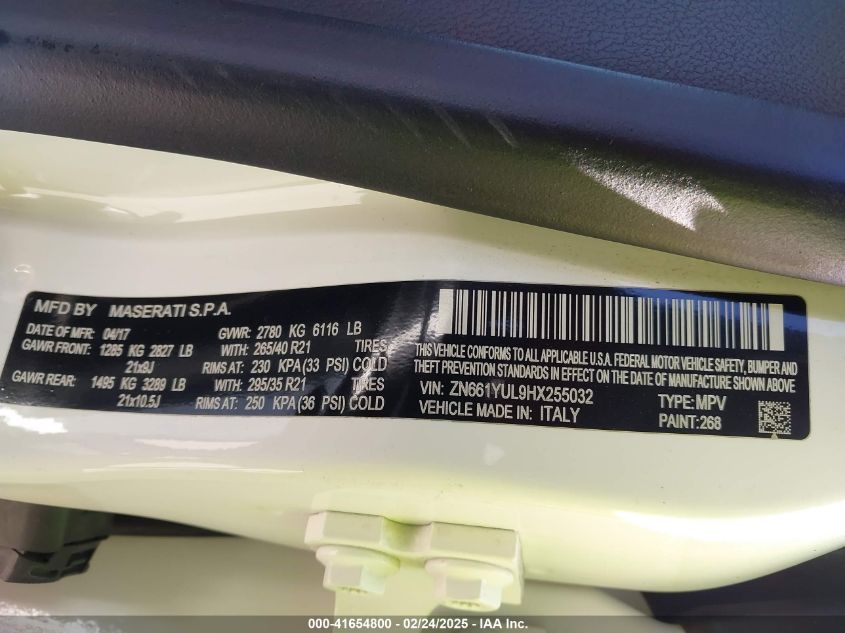 MFD BY MASERATI S.P.A.
DATE OF MFR: 04/17 GVWR: 2780 KG 6116 LB
GAWR FRONT: 1285 KG 2827 LB WITH: 265/40 R21 TIRES
21x9J RIMS AT: 230 KPA (33 PSI) COLD
GAWR REAR: 1495 KG 3289 LB WITH: 295/35 R21 TIRES
21x10.5J RIMS AT: 250 KPA (36 PSI) COLD
THIS VEHICLE CONFORMS TO ALL APPLICABLE U.S.A. FEDERAL MOTOR VEHICLE SAFETY, BUMPER AND
THEFT PREVENTION STANDARDS IN EFFECT ON THE DATE OF MANUFACTURE SHOWN ABOVE.
VIN: ZN661YUL9HX255032 TYPE: MPV
VEHICLE MADE IN: ITALY PAINT: 268
000-41654800 - 02/24/2025 - IAA Inc.